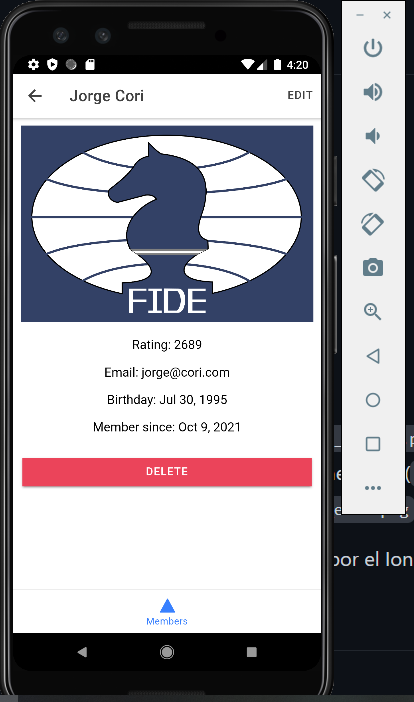 4:20
Jorge Cori
EDIT
FIDE
Rating: 2689
Email: jorge@cori.com
Birthday: Jul 30, 1995
Member since: Oct 9, 2021
DELETE
Members
por el Ion